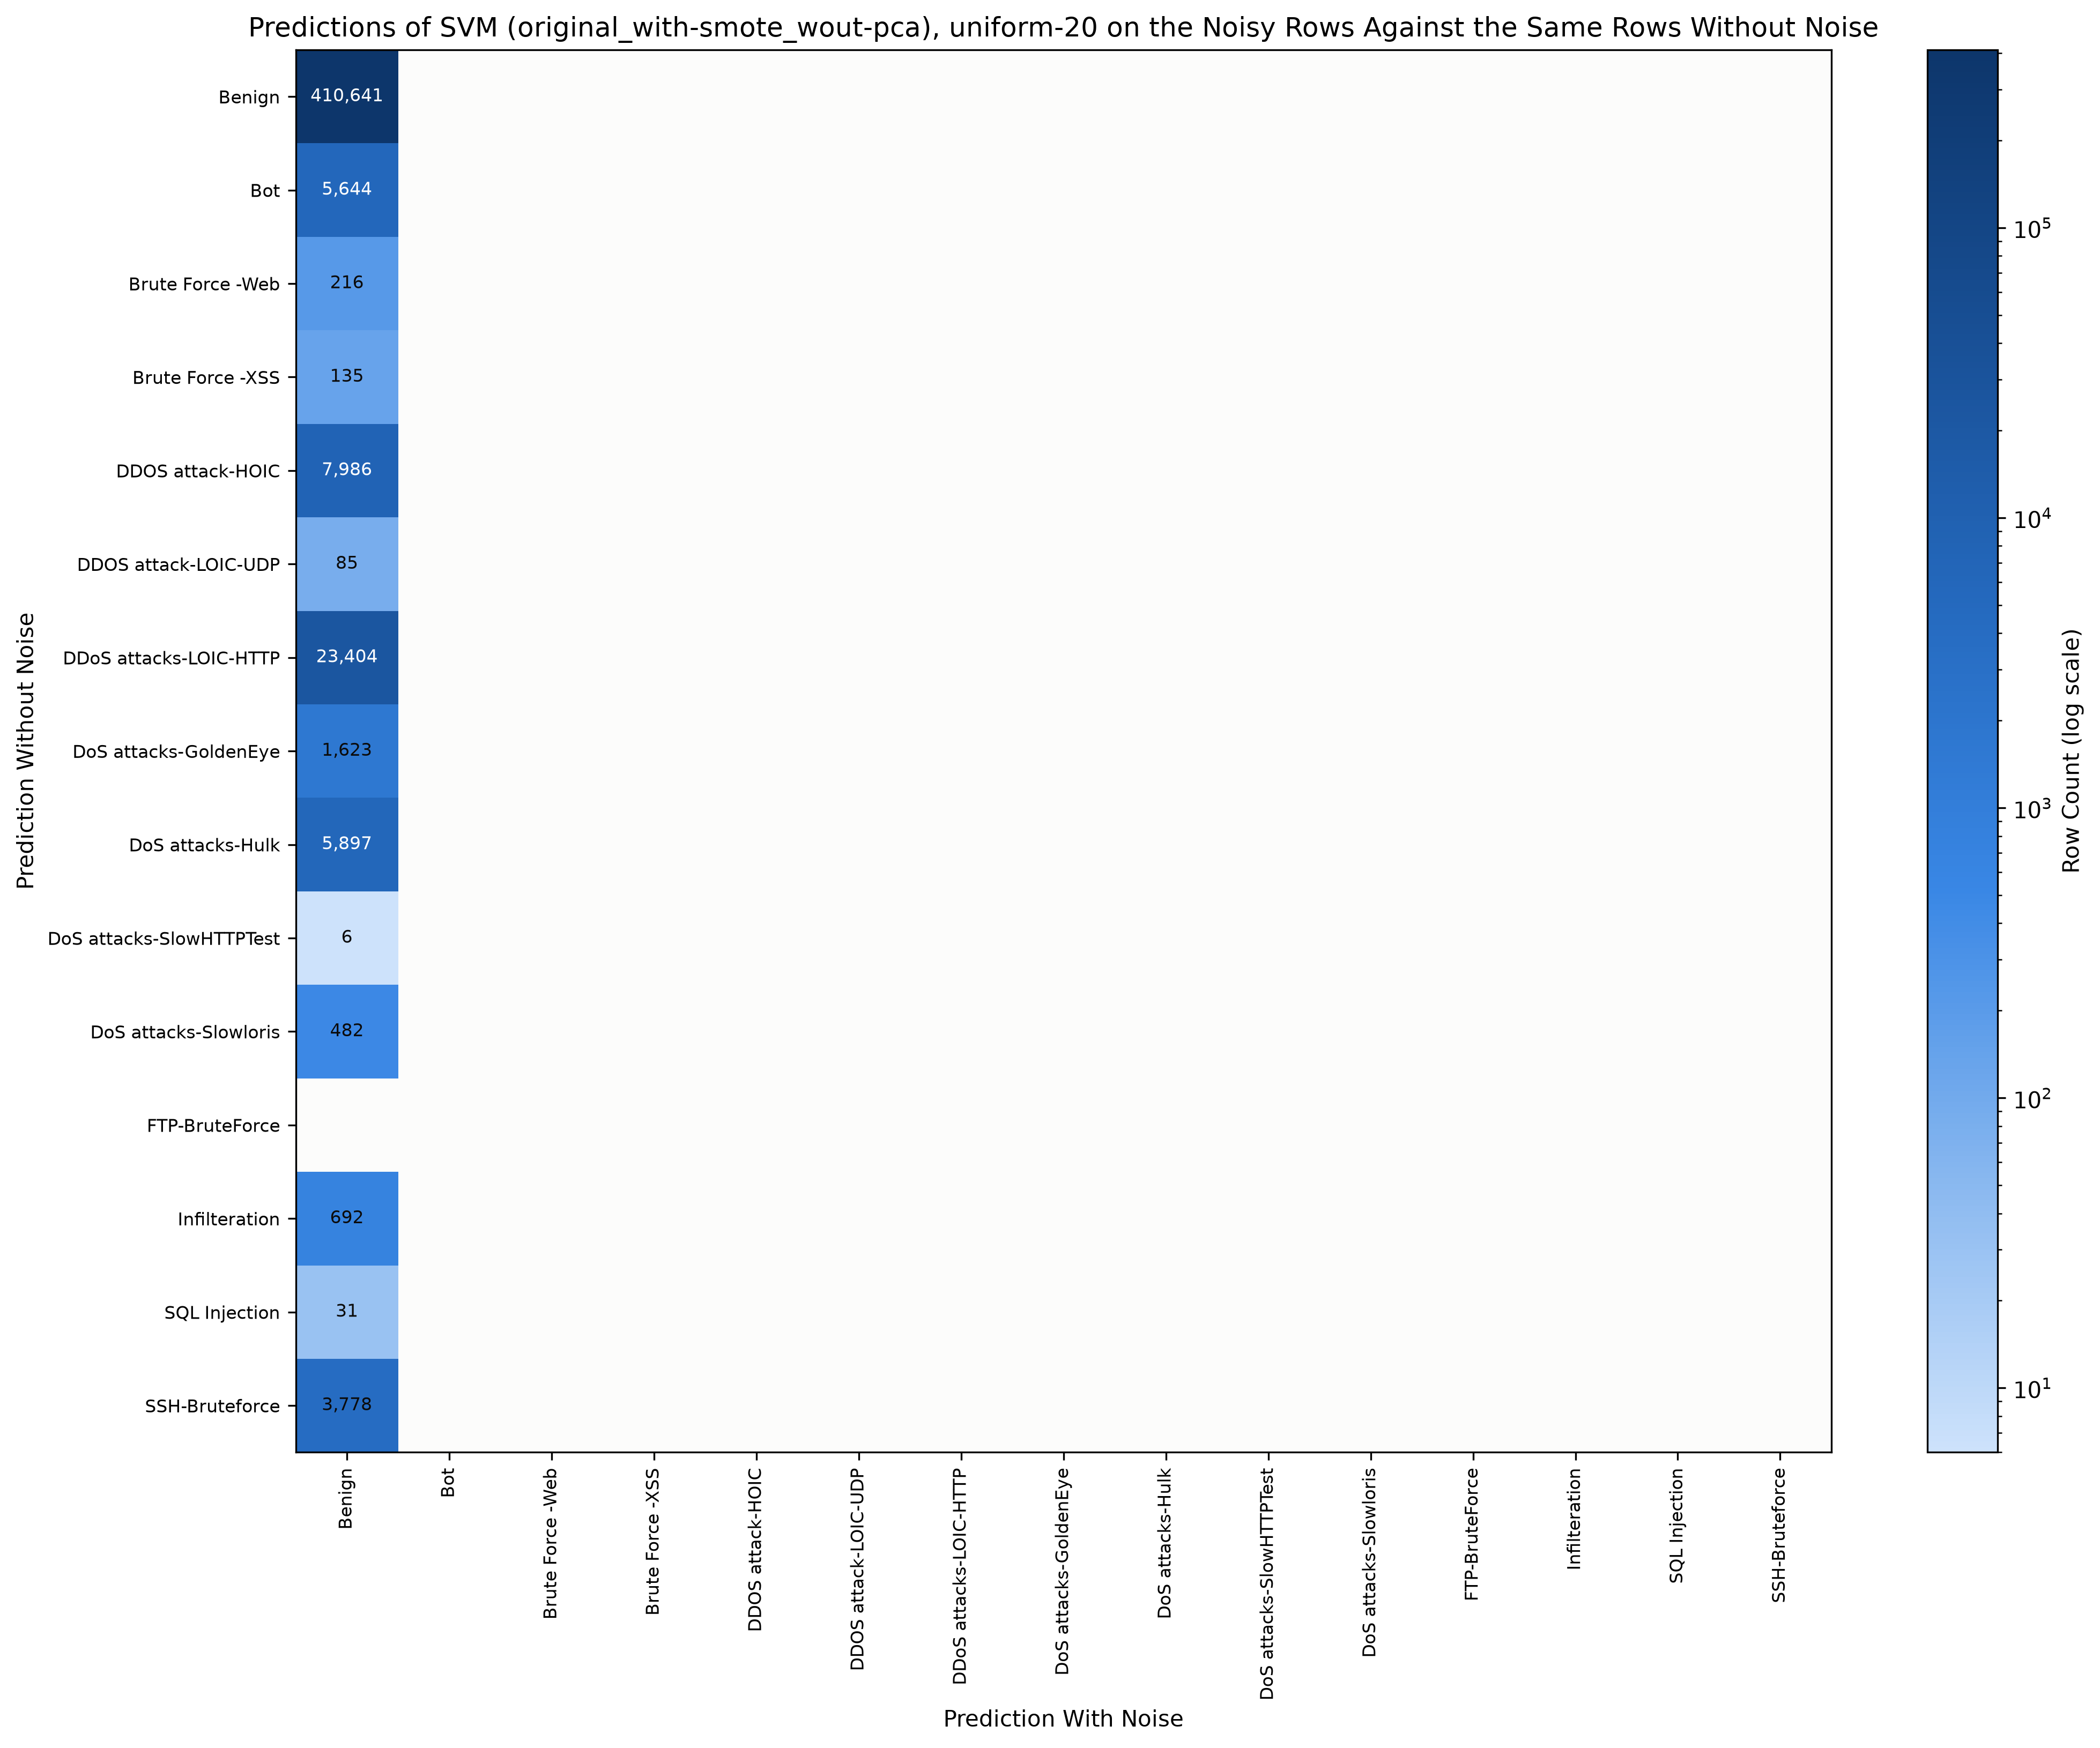 Predictions of SVM (original_with-smote_wout-pca), uniform-20 on the Noisy Rows Against the Same Rows Without Noise
Prediction Without Noise
Benign 410,641
Bot 5,644
Brute Force -Web 216
Brute Force -XSS 135
DDOS attack-HOIC 7,986
DDOS attack-LOIC-UDP 85
DDoS attacks-LOIC-HTTP 23,404
DoS attacks-GoldenEye 1,623
DoS attacks-Hulk 5,897
DoS attacks-SlowHTTPTest 6
DoS attacks-Slowloris 482
FTP-BruteForce
Infilteration 692
SQL Injection 31
SSH-Bruteforce 3,778
Benign
Bot
Brute Force -Web
Brute Force -XSS
DDOS attack-HOIC
DDOS attack-LOIC-UDP
DDoS attacks-LOIC-HTTP
DoS attacks-GoldenEye
DoS attacks-Hulk
DoS attacks-SlowHTTPTest
DoS attacks-Slowloris
FTP-BruteForce
Infilteration
SQL Injection
SSH-Bruteforce
Prediction With Noise
10⁵
10⁴
10³
10²
10¹
Row Count (log scale)